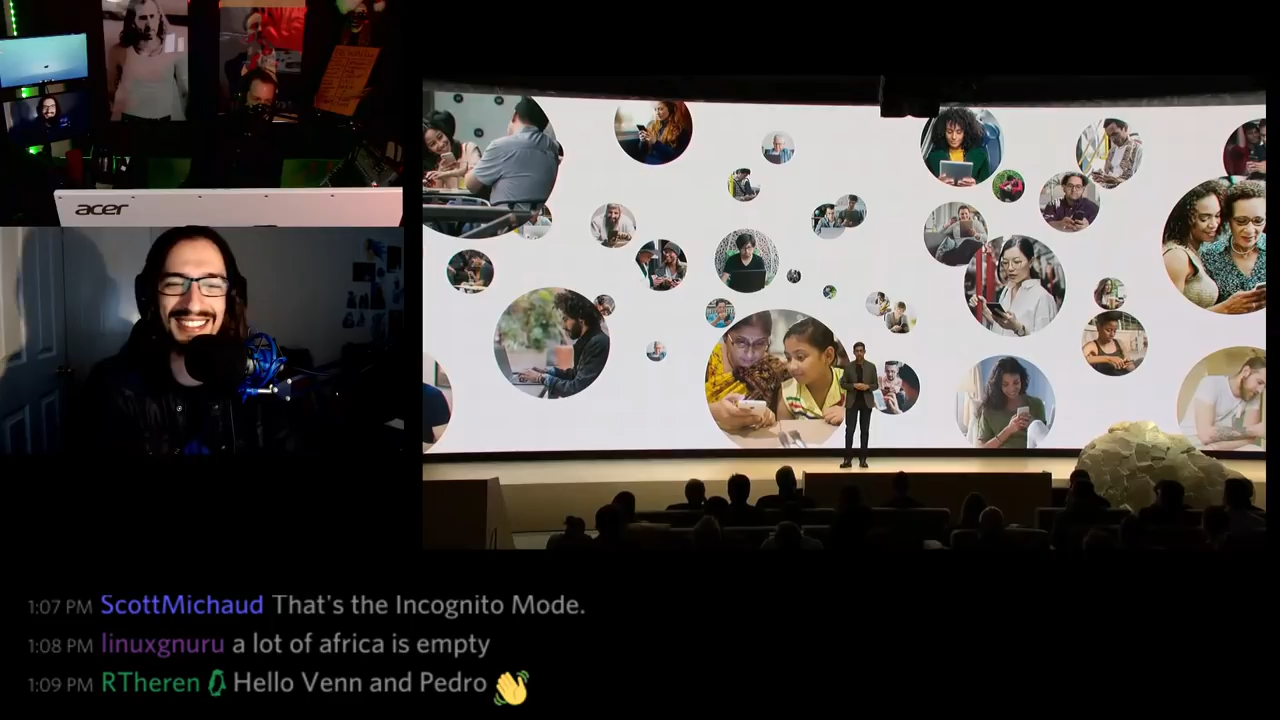 acer
1:07 PM ScottMichaud That's the Incognito Mode.
1:08 PM linuxgnuru a lot of africa is empty
1:09 PM RTheren Hello Venn and Pedro 👋